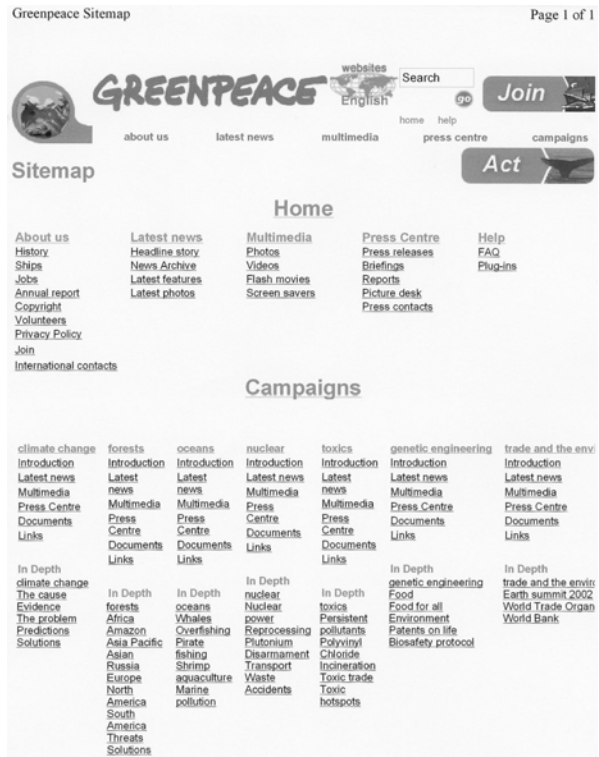 Greenpeace Sitemap
Page 1 of 1
GREENPEACE
websites
English
Search
go
Join
home help
about us latest news multimedia press centre campaigns
Sitemap
Act
Home
About us
History
Ships
Jobs
Annual report
Copyright
Volunteers
Privacy Policy
Join
International contacts
Latest news
Headline story
News Archive
Latest features
Latest photos
Multimedia
Photos
Videos
Flash movies
Screen savers
Press Centre
Press releases
Briefings
Reports
Picture desk
Press contacts
Help
FAQ
Plug-ins
Campaigns
climate change
Introduction
Latest news
Multimedia
Press Centre
Documents
Links
In Depth
climate change
The cause
Evidence
The problem
Predictions
Solutions
forests
Introduction
Latest
news
Multimedia
Press
Centre
Documents
Links
In Depth
forests
Africa
Amazon
Asia Pacific
Asian
Russia
Europe
North
America
South
America
Threats
Solutions
oceans
Introduction
Latest
news
Multimedia
Press
Centre
Documents
Links
In Depth
oceans
Whales
Overfishing
Pirate
fishing
Shrimp
aquaculture
Marine
pollution
nuclear
Introduction
Latest news
Multimedia
Press
Centre
Documents
Links
In Depth
nuclear
Nuclear
power
Reprocessing
Plutonium
Disarmament
Transport
Waste
Accidents
toxics
Introduction
Latest
news
Multimedia
Press
Centre
Documents
Links
In Depth
toxics
Persistent
pollutants
Polyvinyl
Chloride
Incineration
Toxic trade
Toxic
hotspots
genetic engineering
Introduction
Latest news
Multimedia
Press Centre
Documents
Links
In Depth
genetic engineering
Food
Food for all
Environment
Patents on life
Biosafety protocol
trade and the envi
Introduction
Latest news
Multimedia
Press Centre
Documents
Links
In Depth
trade and the enviro
Earth summit 2002
World Trade Organ
World Bank